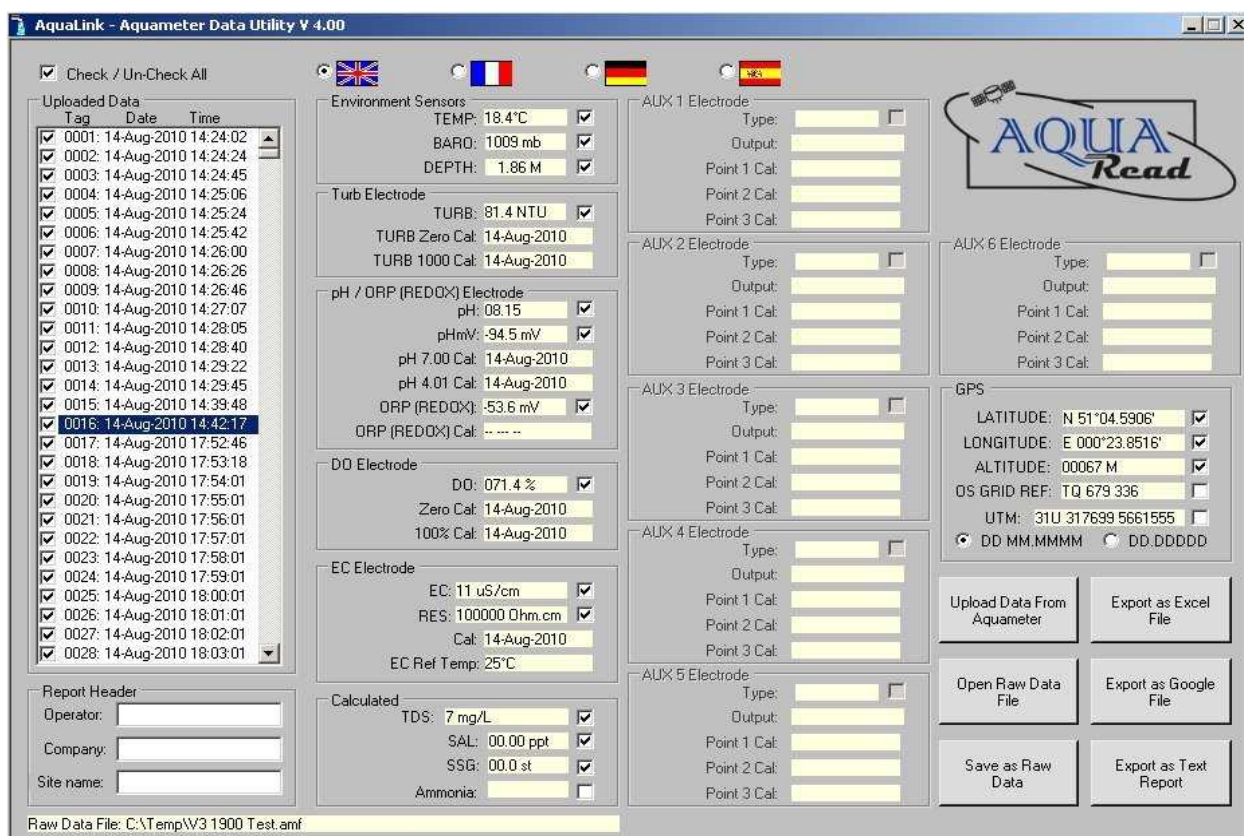 AquaLink - Aquameter Data Utility V 4.00
Check / Un-Check All
Uploaded Data
Tag Date Time
0001: 14-Aug-2010 14:24:02
0002: 14-Aug-2010 14:24:24
0003: 14-Aug-2010 14:24:45
0004: 14-Aug-2010 14:25:06
0005: 14-Aug-2010 14:25:24
0006: 14-Aug-2010 14:25:42
0007: 14-Aug-2010 14:26:00
0008: 14-Aug-2010 14:26:26
0009: 14-Aug-2010 14:26:46
0010: 14-Aug-2010 14:27:07
0011: 14-Aug-2010 14:28:05
0012: 14-Aug-2010 14:28:40
0013: 14-Aug-2010 14:29:22
0014: 14-Aug-2010 14:29:45
0015: 14-Aug-2010 14:39:48
0016: 14-Aug-2010 14:42:17
0017: 14-Aug-2010 17:52:46
0018: 14-Aug-2010 17:53:18
0019: 14-Aug-2010 17:54:01
0020: 14-Aug-2010 17:55:01
0021: 14-Aug-2010 17:56:01
0022: 14-Aug-2010 17:57:01
0023: 14-Aug-2010 17:58:01
0024: 14-Aug-2010 17:59:01
0025: 14-Aug-2010 18:00:01
0026: 14-Aug-2010 18:01:01
0027: 14-Aug-2010 18:02:01
0028: 14-Aug-2010 18:03:01
Report Header
Operator:
Company:
Site name:
Environment Sensors
TEMP: 18.4°C
BARO: 1009 mb
DEPTH: 1.86 M
Turb Electrode
TURB: 81.4 NTU
TURB Zero Cal: 14-Aug-2010
TURB 1000 Cal: 14-Aug-2010
pH / ORP (REDOX) Electrode
pH: 08.15
pHmV: -94.5 mV
pH 7.00 Cal: 14-Aug-2010
pH 4.01 Cal: 14-Aug-2010
ORP (REDOX): -53.6 mV
ORP (REDOX) Cal: -- --- --
DO Electrode
DO: 071.4 %
Zero Cal: 14-Aug-2010
100% Cal: 14-Aug-2010
EC Electrode
EC: 11 uS/cm
RES: 100000 Ohm.cm
Cal: 14-Aug-2010
EC Ref Temp: 25°C
Calculated
TDS: 7 mg/L
SAL: 00.00 ppt
SSG: 00.0 st
Ammonia:
AUX 1 Electrode
Type:
Output:
Point 1 Cal:
Point 2 Cal:
Point 3 Cal:
AUX 2 Electrode
Type:
Output:
Point 1 Cal:
Point 2 Cal:
Point 3 Cal:
AUX 3 Electrode
Type:
Output:
Point 1 Cal:
Point 2 Cal:
Point 3 Cal:
AUX 4 Electrode
Type:
Output:
Point 1 Cal:
Point 2 Cal:
Point 3 Cal:
AUX 5 Electrode
Type:
Output:
Point 1 Cal:
Point 2 Cal:
Point 3 Cal:
AQUA
Read
AUX 6 Electrode
Type:
Output:
Point 1 Cal:
Point 2 Cal:
Point 3 Cal:
GPS
LATITUDE: N 51°04.5906'
LONGITUDE: E 000°23.8516'
ALTITUDE: 00067 M
OS GRID REF: TQ 679 336
UTM: 31U 317699 5661555
DD MM.MMMM DD.DDDDD
Upload Data From
Aquameter
Export as Excel
File
Open Raw Data
File
Export as Google
File
Save as Raw
Data
Export as Text
Report
Raw Data File: C:\Temp\V3 1900 Test.amf